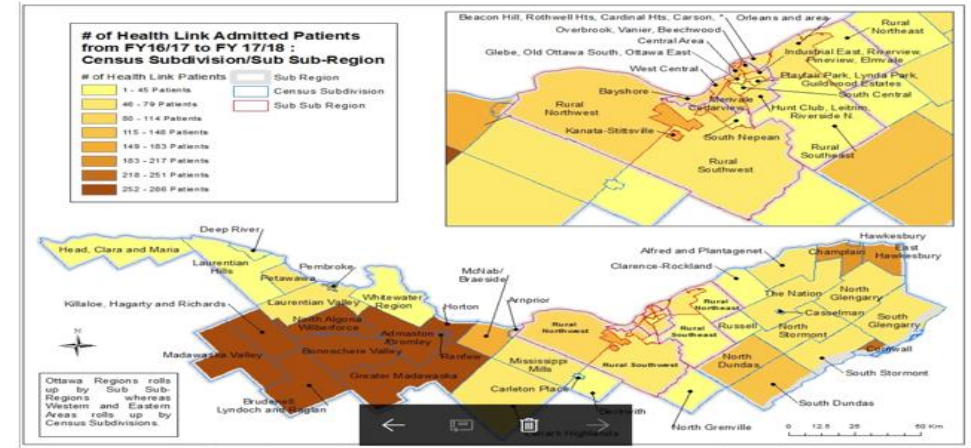 # of Health Link Admitted Patients
from FY16/17 to FY 17/18 :
Census Subdivision/Sub Sub-Region
# of Health Link Patients
1 - 45 Patients
46 - 79 Patients
80 - 114 Patients
115 - 148 Patients
149 - 183 Patients
183 - 217 Patients
218 - 251 Patients
252 - 286 Patients
Sub Region
Census Subdivision
Sub Sub Region
Beacon Hill, Rothwell Hts, Cardinal Hts, Carson,
Orleans and area
Overbrook, Vanier, Beechwood
Central Area
Glebe, Old Ottawa South, Ottawa East
West Central
Bayshore
Rural
Northeast
Industrial East, Riverview,
Pineview, Elmvale
Playfair Park, Lynda Park,
Guildwood Estates
South Central
Merivale
Cedarview
Hunt Club, Leitrim,
Riverside N.
Rural
Northwest
Kanata-Stittsville
South Nepean
Rural
Southeast
Rural
Southwest
Deep River
Head, Clara and Maria
Laurentian
Hills
Pembroke
Petawawa
McNab/
Braeside
Killaloe, Hagarty and Richards
Laurentian Valley
Whitewater
Region
Horton
Arnprior
North Algona
Wilberforce
Admaston
Bromley
Madawaska Valley
Bonnechere Valley
Renfrew
Greater Madawaska
Brudenell,
Lyndoch and Raglan
Hawkesbury
Alfred and Plantagenet
Champlain
East
Hawkesbury
Clarence-Rockland
The Nation
North
Glengarry
Rural
Northeast
Casselman
Rural
Northwest
Rural
Southeast
Russell
North
Stormont
South
Glengarry
Cornwall
Mississippi
Mills
Rural Southwest
North
Dundas
South Stormont
Carleton Place
Beckwith
South Dundas
North Grenville
Lanark Highlands
N
Ottawa Regions rolls
up by Sub Sub-
Regions whereas
Western and Eastern
Areas rolls up by
Census Subdivisions.
0 12.5 25 50 Km